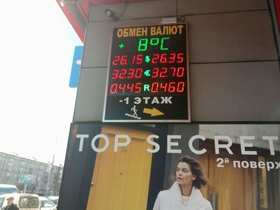 ОБМЕН ВАЛЮТ
+ 8°C
26.15 $ 26.35
32.30 € 32.70
0.445 R 0.460
-1 ЭТАЖ
TOP SECRET
2й поверх